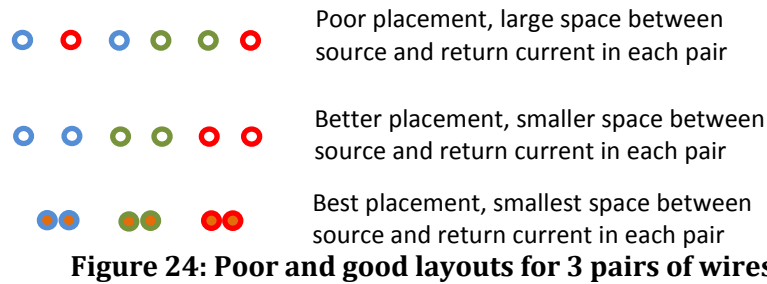 Poor placement, large space between
source and return current in each pair
Better placement, smaller space between
source and return current in each pair
Best placement, smallest space between
source and return current in each pair
Figure 24: Poor and good layouts for 3 pairs of wires